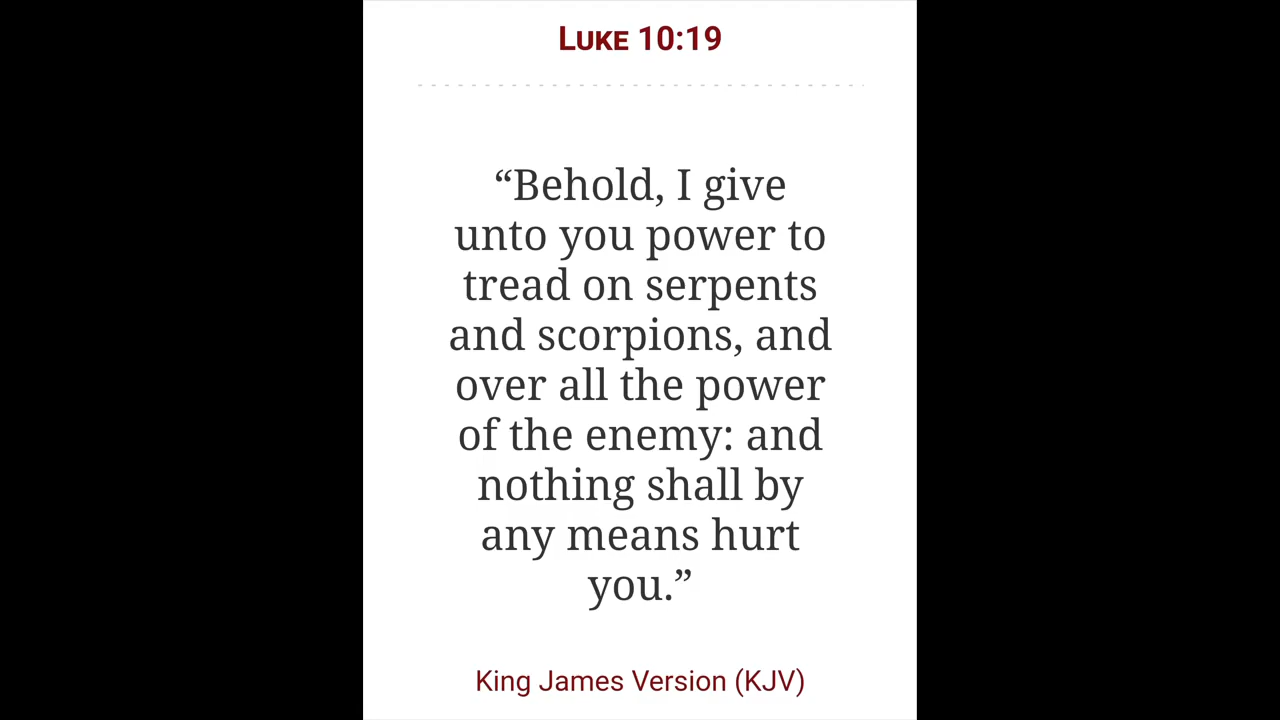 Luke 10:19
“Behold, I give
unto you power to
tread on serpents
and scorpions, and
over all the power
of the enemy: and
nothing shall by
any means hurt
you.”
King James Version (KJV)